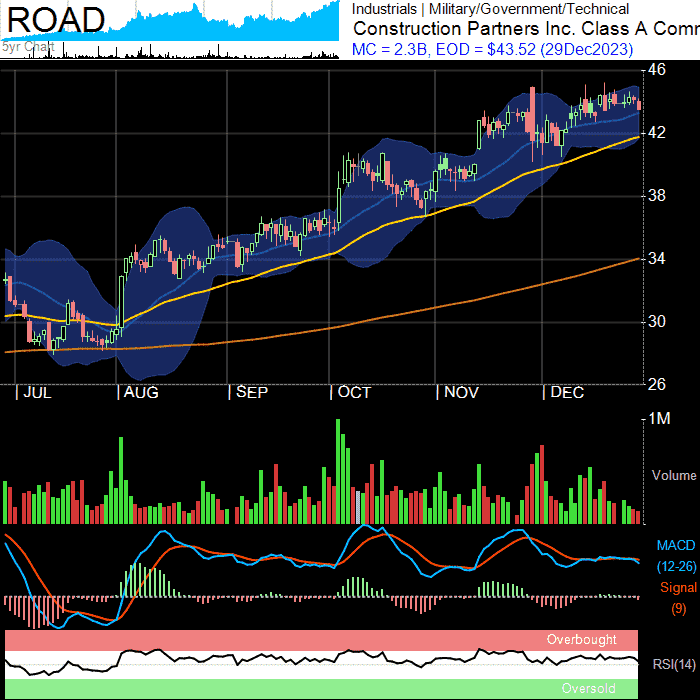 ROAD
5yr Chart
Industrials | Military/Government/Technical
Construction Partners Inc. Class A Comm
MC = 2.3B, EOD = $43.52 (29Dec2023)
46
42
38
34
30
26
JUL AUG SEP OCT NOV DEC
1M
Volume
MACD
(12-26)
Signal
(9)
Overbought
RSI(14)
Oversold